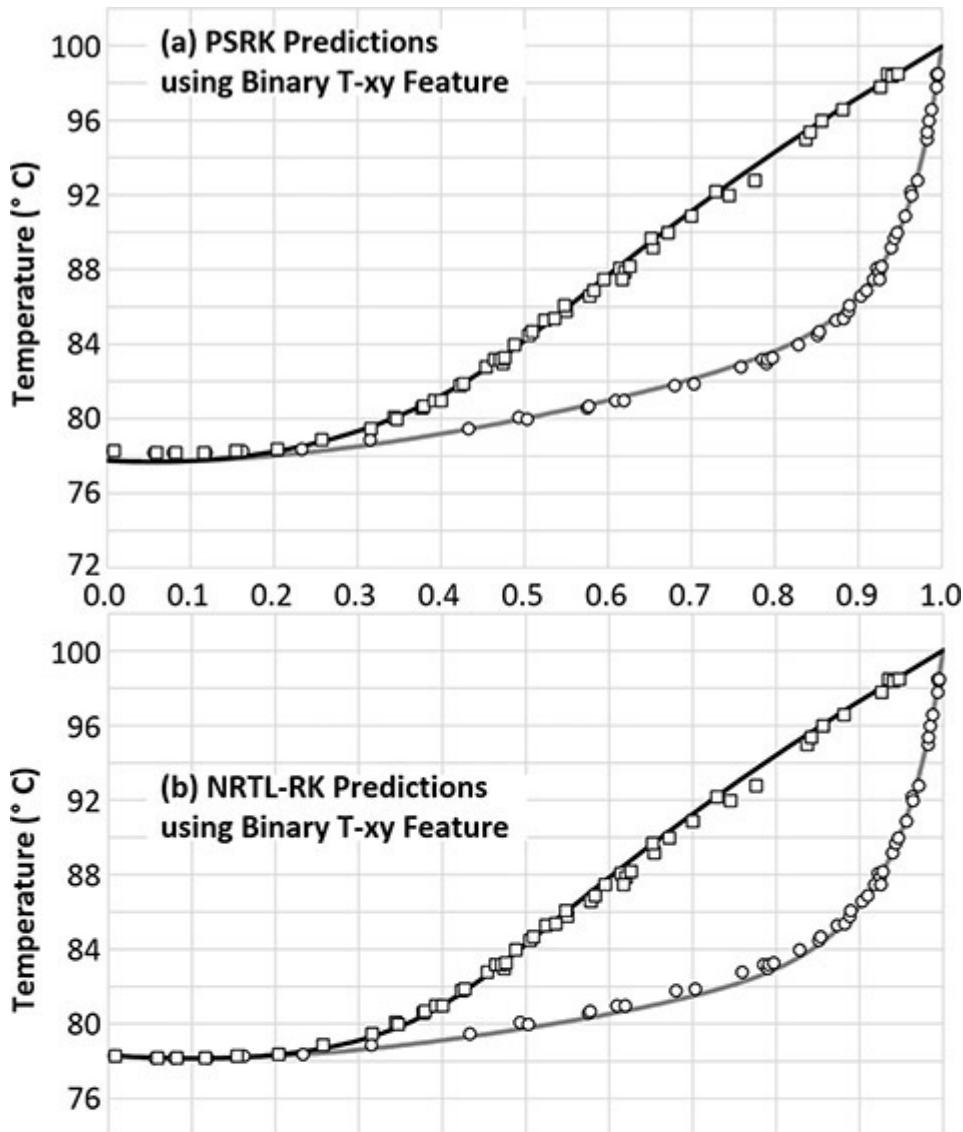 100
(a) PSRK Predictions
using Binary T-xy Feature
96
92
88
84
80
76
72
Temperature (° C)
0.0 0.1 0.2 0.3 0.4 0.5 0.6 0.7 0.8 0.9 1.0
100
96
(b) NRTL-RK Predictions
using Binary T-xy Feature
92
88
84
80
76
Temperature (° C)